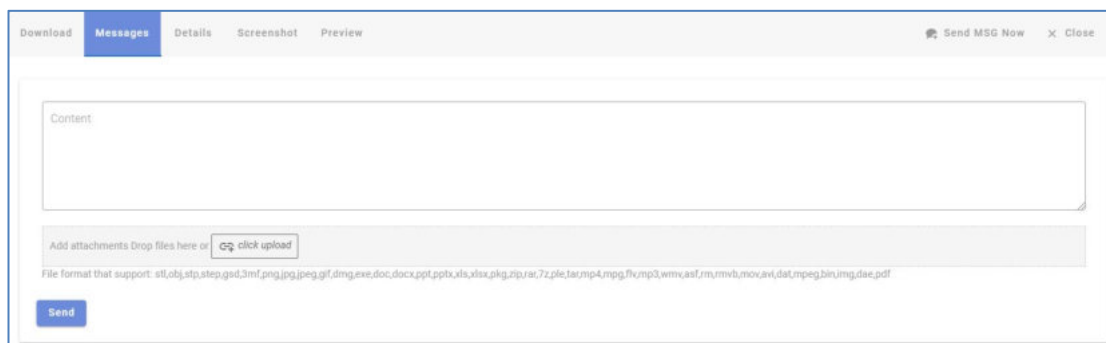 Download Messages Details Screenshot Preview Send MSG Now Close
Content
Add attachments Drop files here or click upload
File format that support: stl,obj,stp,step,gsd,3mf,png,jpg,jpeg,gif,dmg,exe,doc,docx,ppt,pptx,xls,xlsx,pkg,zip,rar,7z,ple,tar,mp4,mpg,flv,mp3,wmv,asf,rm,rmvb,mov,avi,dat,mpeg,bin,img,dae,pdf
Send